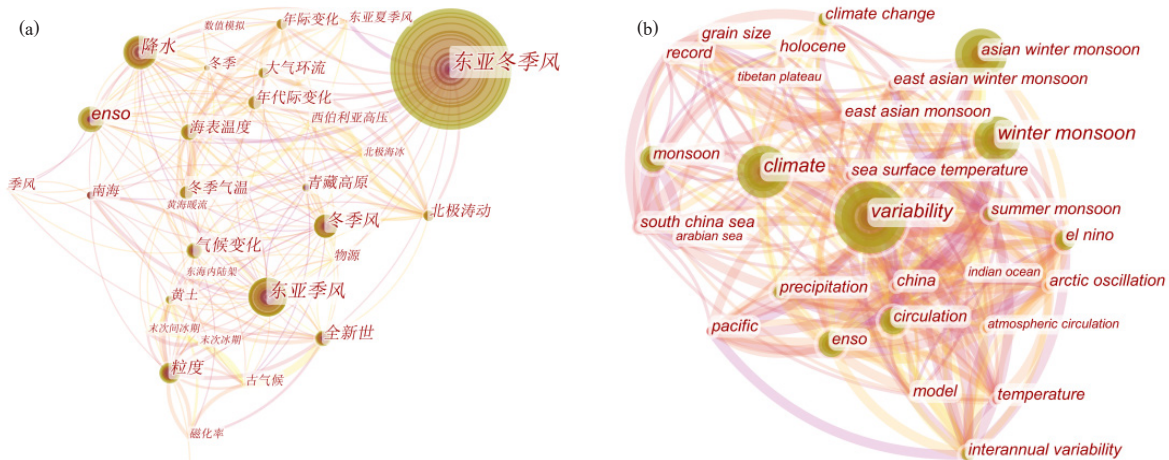 (a)
数值模拟
年际变化
东亚夏季风
降水
冬季
大气环流
东亚冬季风
年代际变化
enso
海表温度
西伯利亚高压
北极海冰
季风
南海
冬季气温
青藏高原
黄海暖流
北极涛动
冬季风
气候变化
物源
东海内陆架
黄土
东亚季风
末次间冰期
末次冰期
全新世
粒度
古气候
磁化率
(b)
climate change
grain size
record
holocene
asian winter monsoon
tibetan plateau
east asian winter monsoon
east asian monsoon
winter monsoon
monsoon
climate
sea surface temperature
variability
summer monsoon
south china sea
arabian sea
el nino
indian ocean
arctic oscillation
precipitation
china
pacific
circulation
atmospheric circulation
enso
model
temperature
interannual variability